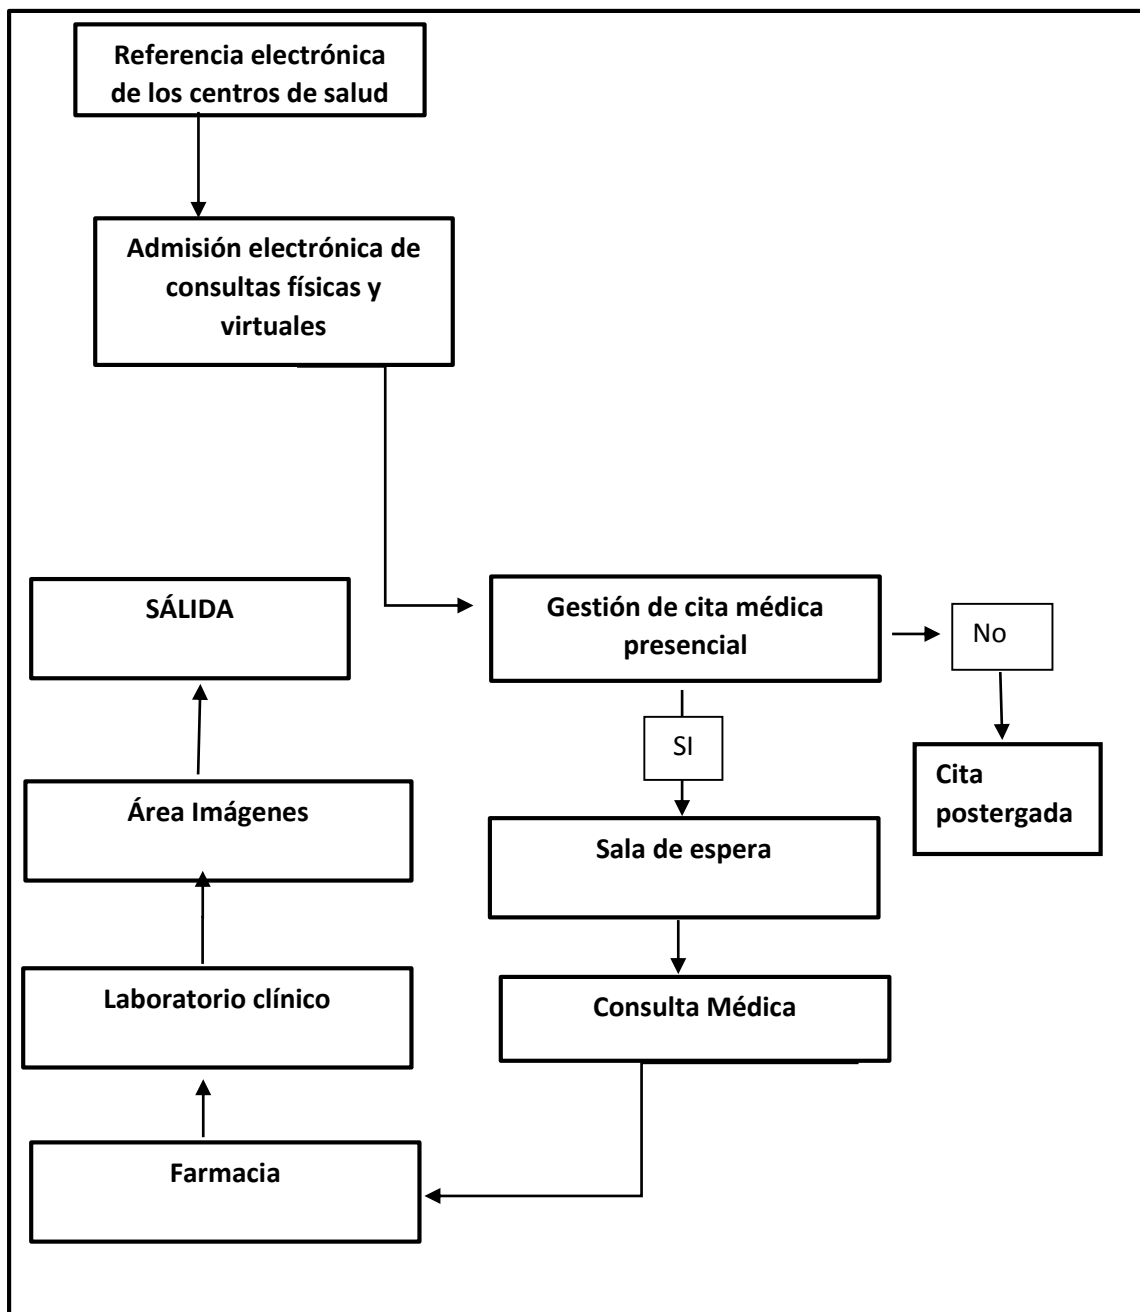 Referencia electrónica
de los centros de salud
Admisión electrónica de
consultas físicas y
virtuales
SÁLIDA
Gestión de cita médica
presencial
No
SI
Cita
postergada
Área Imágenes
Sala de espera
Laboratorio clínico
Consulta Médica
Farmacia